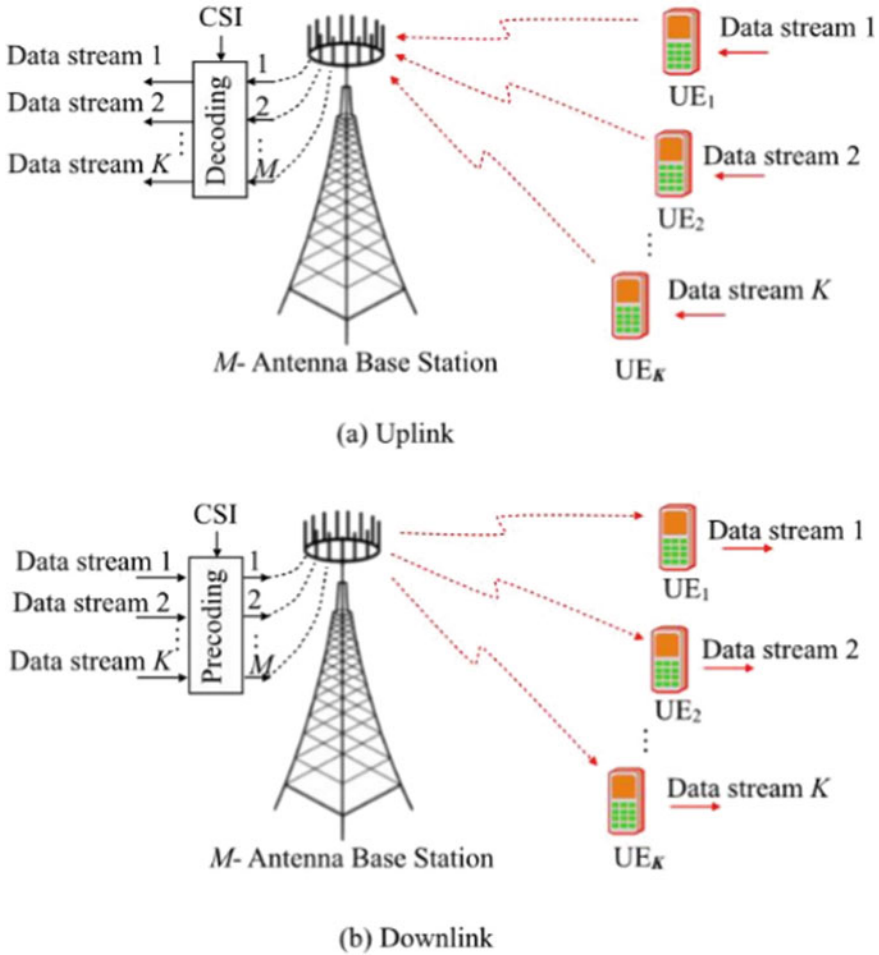 CSI
Data stream 1
Data stream 2
Data stream K
Decoding
1
2
M
Data stream 1
UE₁
Data stream 2
UE₂
Data stream K
UEₖ
M- Antenna Base Station
(a) Uplink
CSI
Data stream 1
Data stream 2
Data stream K
Precoding
1
2
M
Data stream 1
UE₁
Data stream 2
UE₂
Data stream K
UEₖ
M- Antenna Base Station
(b) Downlink